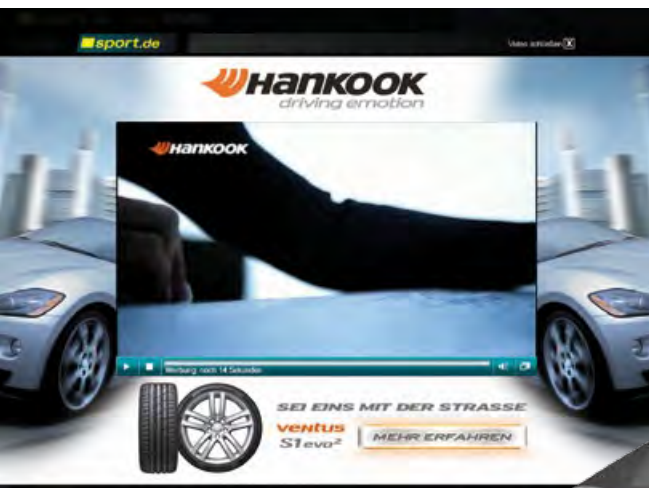 sport.de
Video schließen X
HANKOOK
driving emotion
HANKOOK
Werbung: noch 14 Sekunden
SEI EINS MIT DER STRASSE
ventus
S1 evo²
MEHR ERFAHREN